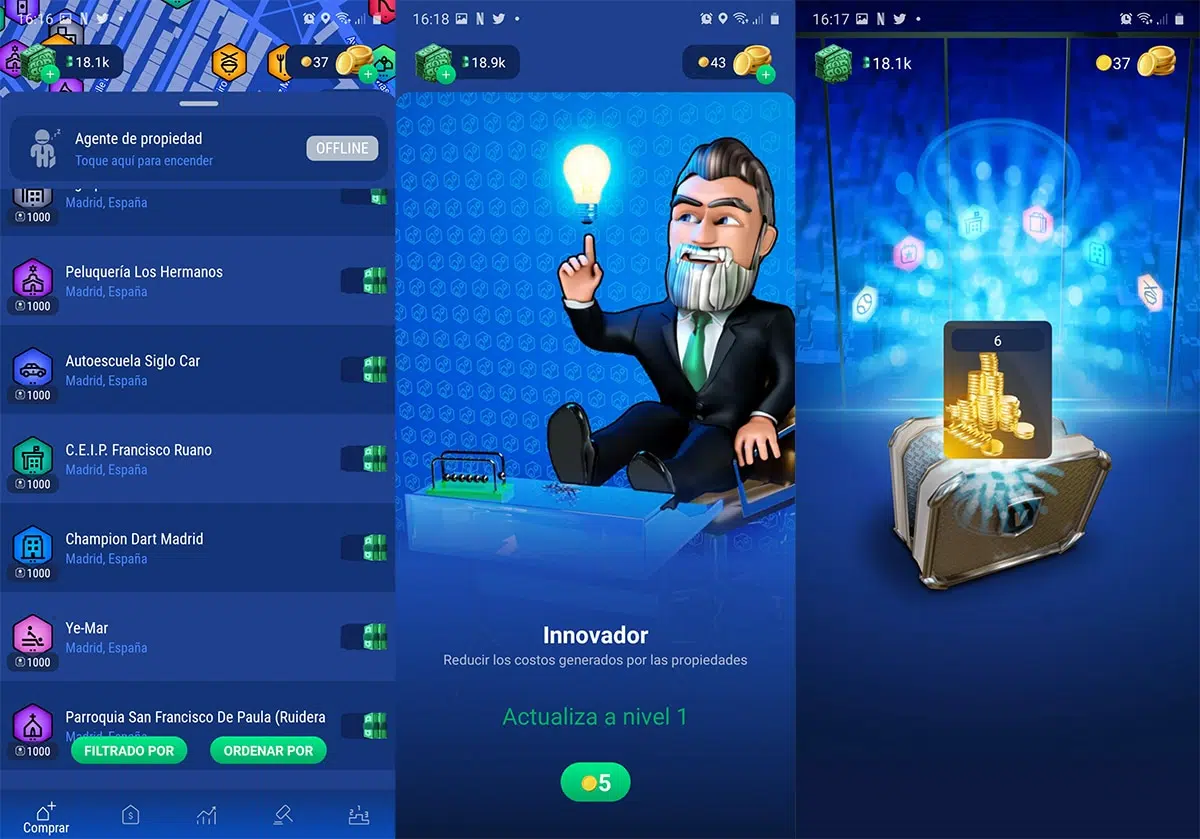 16:16
18.1k
37
Agente de propiedad
Toque aquí para encender
OFFLINE
Madrid, España
1000
Peluquería Los Hermanos
Madrid, España
1000
Autoescuela Siglo Car
Madrid, España
1000
C.E.I.P. Francisco Ruano
Madrid, España
1000
Champion Dart Madrid
Madrid, España
1000
Ye-Mar
Madrid, España
1000
Parroquia San Francisco De Paula (Ruidera
Madrid, España
1000
FILTRADO POR
ORDENAR POR
Comprar
16:18
18.9k
43
Innovador
Reducir los costos generados por las propiedades
Actualiza a nivel 1
5
16:17
18.1k
37
6